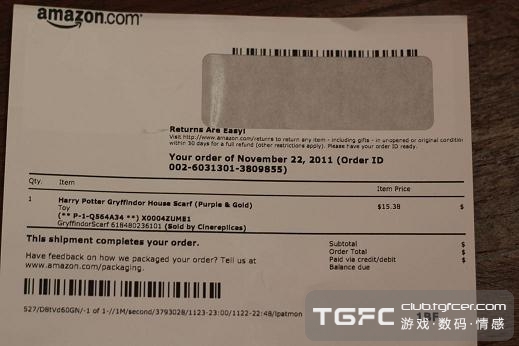 amazon.com
Returns Are Easy!
Visit http://www.amazon.com/returns to return any item - including gifts - in unopened or original condition
within 30 days for a full refund (other restrictions apply). Please have your order ID ready.
Your order of November 22, 2011 (Order ID
002-6031301-3809855)
Qty. Item Item Price
1 Harry Potter Gryffindor House Scarf (Purple & Gold) $15.38 $
Toy
(** P-1-Q564A34 **) X0004ZUMB1
GryffindorScarf 618480236101 (Sold by Cinereplicas)
This shipment completes your order.
Subtotal $
Order Total $
Paid via credit/debit $
Balance due
Have feedback on how we packaged your order? Tell us at
www.amazon.com/packaging.
527/D8tVd60GN/-1 of 1-//1M/second/3793028/1123-23:00/1122-22:48/lpatmon
TGFC club.tgfcer.com
游戏·数码·情感